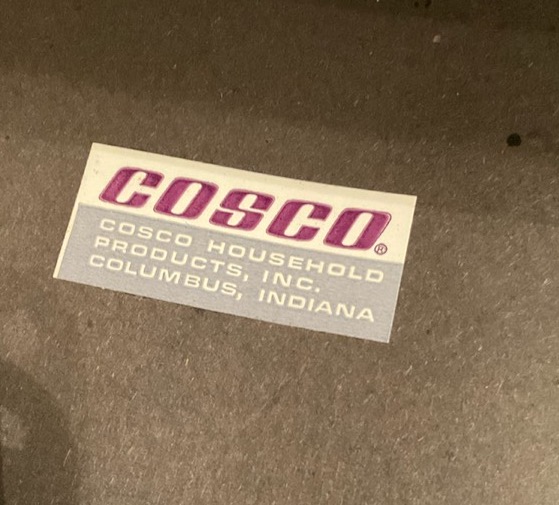 COSCO®
COSCO HOUSEHOLD
PRODUCTS, INC.
COLUMBUS, INDIANA